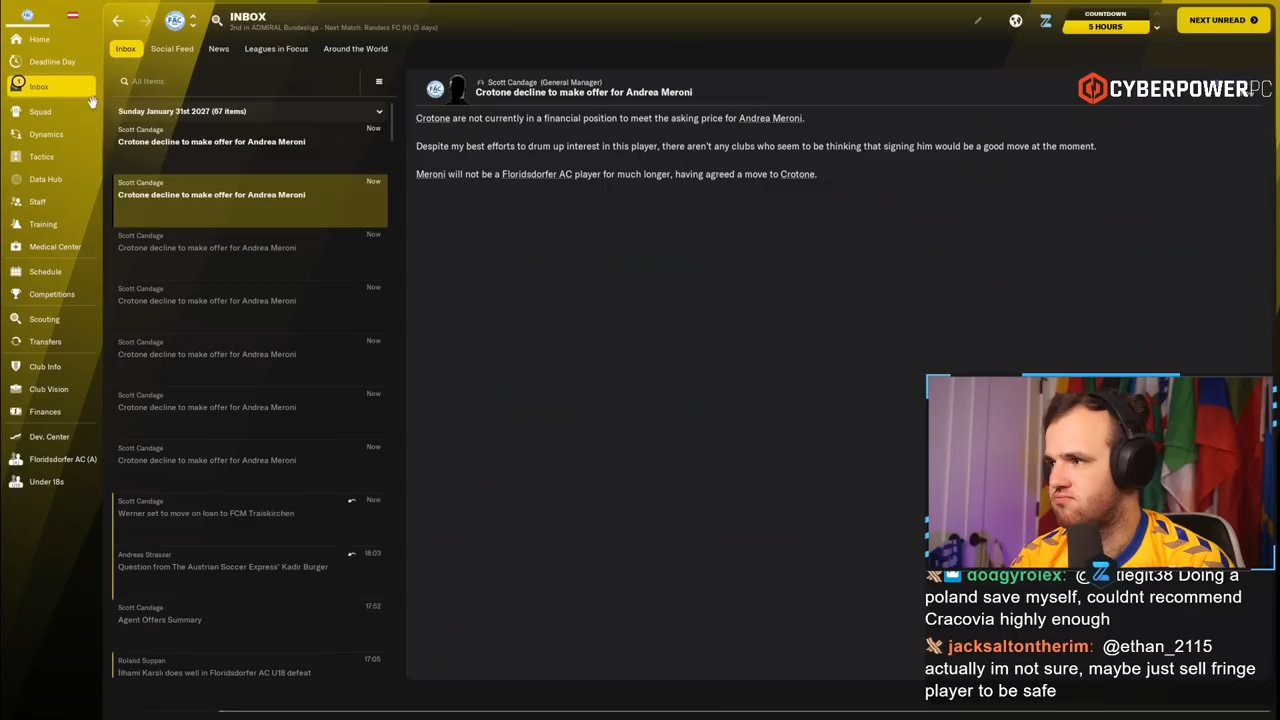 INBOX
2nd in ADMIRAL Bundesliga - Next Match: Randers FC (H) (3 days)
COUNTDOWN
5 HOURS
NEXT UNREAD
Home
Deadline Day
1
Inbox
Squad
Dynamics
Tactics
Data Hub
Staff
Training
Medical Center
Schedule
Competitions
Scouting
Transfers
Club Info
Club Vision
Finances
Dev. Center
Floridsdorfer AC (A)
Under 18s
Inbox
Social Feed
News
Leagues in Focus
Around the World
All Items
Sunday January 31st 2027 (67 items)
Scott Candage
Now
Crotone decline to make offer for Andrea Meroni
Scott Candage
Now
Crotone decline to make offer for Andrea Meroni
Scott Candage
Now
Crotone decline to make offer for Andrea Meroni
Scott Candage
Now
Crotone decline to make offer for Andrea Meroni
Scott Candage
Now
Crotone decline to make offer for Andrea Meroni
Scott Candage
Now
Crotone decline to make offer for Andrea Meroni
Scott Candage
Now
Crotone decline to make offer for Andrea Meroni
Scott Candage
Now
Werner set to move on loan to FCM Traiskirchen
Andreas Strasser
18:03
Question from The Austrian Soccer Express' Kadir Burger
Scott Candage
17:52
Agent Offers Summary
Roland Suppan
17:05
İlhami Karslı does well in Floridsdorfer AC U18 defeat
Scott Candage (General Manager)
Crotone decline to make offer for Andrea Meroni
CYBERPOWERPC
Crotone are not currently in a financial position to meet the asking price for Andrea Meroni.
Despite my best efforts to drum up interest in this player, there aren't any clubs who seem to be thinking that signing him would be a good move at the moment.
Meroni will not be a Floridsdorfer AC player for much longer, having agreed a move to Crotone.
dodgyrolex: @ tlegit38 Doing a
poland save myself, couldnt recommend
Cracovia highly enough
jacksaltontherim: @ethan_2115
actually im not sure, maybe just sell fringe
player to be safe